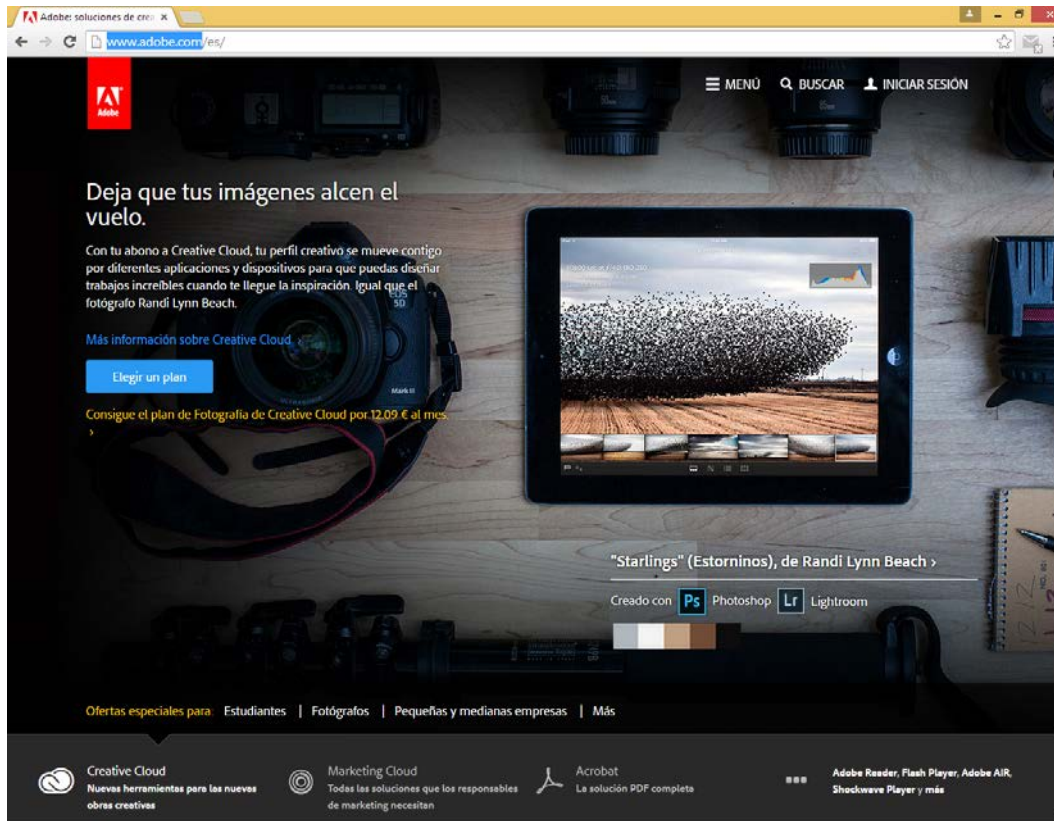 Adobe: soluciones de crea
www.adobe.com/es/
Adobe
MENÚ BUSCAR INICIAR SESIÓN
Deja que tus imágenes alcen el
vuelo.
Con tu abono a Creative Cloud, tu perfil creativo se mueve contigo
por diferentes aplicaciones y dispositivos para que puedas diseñar
trabajos increíbles cuando te llegue la inspiración. Igual que el
fotógrafo Randi Lynn Beach.
EOS
5D
Más información sobre Creative Cloud ›
Elegir un plan
Mark III
Consigue el plan de Fotografía de Creative Cloud por 12,09 € al mes.
›
"Starlings" (Estorninos), de Randi Lynn Beach ›
Creado con Ps Photoshop Lr Lightroom
Ofertas especiales para: Estudiantes | Fotógrafos | Pequeñas y medianas empresas | Más
Creative Cloud
Nuevas herramientas para las nuevas
obras creativas
Marketing Cloud
Todas las soluciones que los responsables
de marketing necesitan
Acrobat
La solución PDF completa
Adobe Reader, Flash Player, Adobe AIR,
Shockwave Player y más